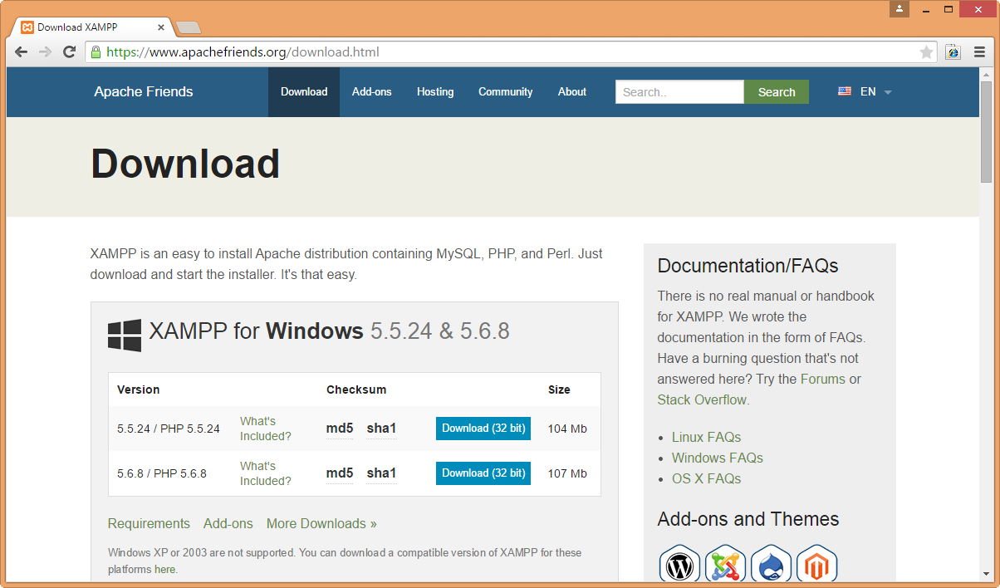 Download XAMPP
https://www.apachefriends.org/download.html
Apache Friends
Download
Add-ons
Hosting
Community
About
Search..
Search
EN
Download
XAMPP is an easy to install Apache distribution containing MySQL, PHP, and Perl. Just
download and start the installer. It's that easy.
XAMPP for Windows 5.5.24 & 5.6.8
Version Checksum Size
5.5.24 / PHP 5.5.24 What's Included? md5 sha1 Download (32 bit) 104 Mb
5.6.8 / PHP 5.6.8 What's Included? md5 sha1 Download (32 bit) 107 Mb
Requirements Add-ons More Downloads »
Windows XP or 2003 are not supported. You can download a compatible version of XAMPP for these
platforms here.
Documentation/FAQs
There is no real manual or handbook
for XAMPP. We wrote the
documentation in the form of FAQs.
Have a burning question that's not
answered here? Try the Forums or
Stack Overflow.
• Linux FAQs
• Windows FAQs
• OS X FAQs
Add-ons and Themes